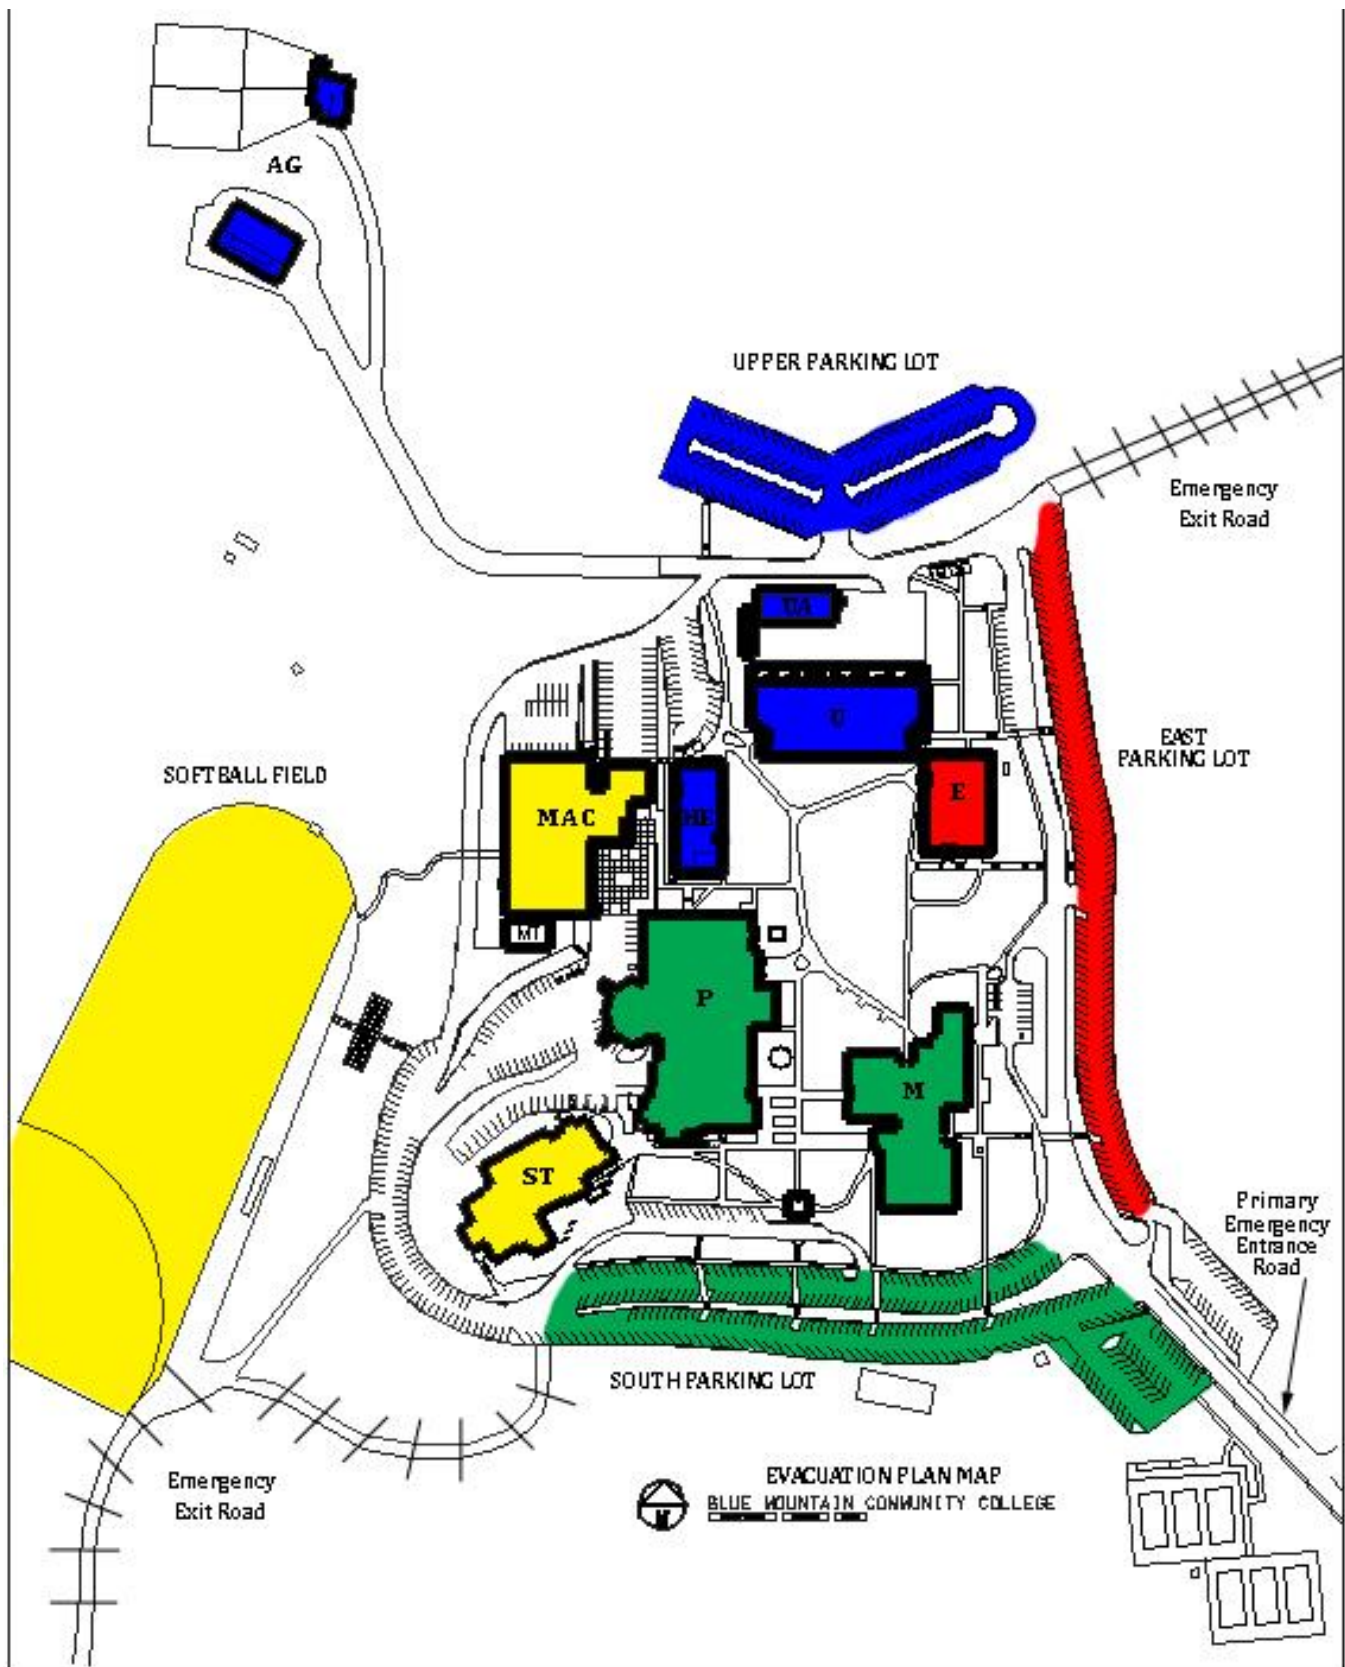 AG
UPPER PARKING LOT
Emergency
Exit Road
UA
U
EAST
PARKING LOT
SOFTBALL FIELD
E
MAC
HE
MT
P
M
ST
Primary
Emergency
Entrance
Road
SOUTH PARKING LOT
Emergency
Exit Road
EVACUATION PLAN MAP
BLUE MOUNTAIN COMMUNITY COLLEGE
N